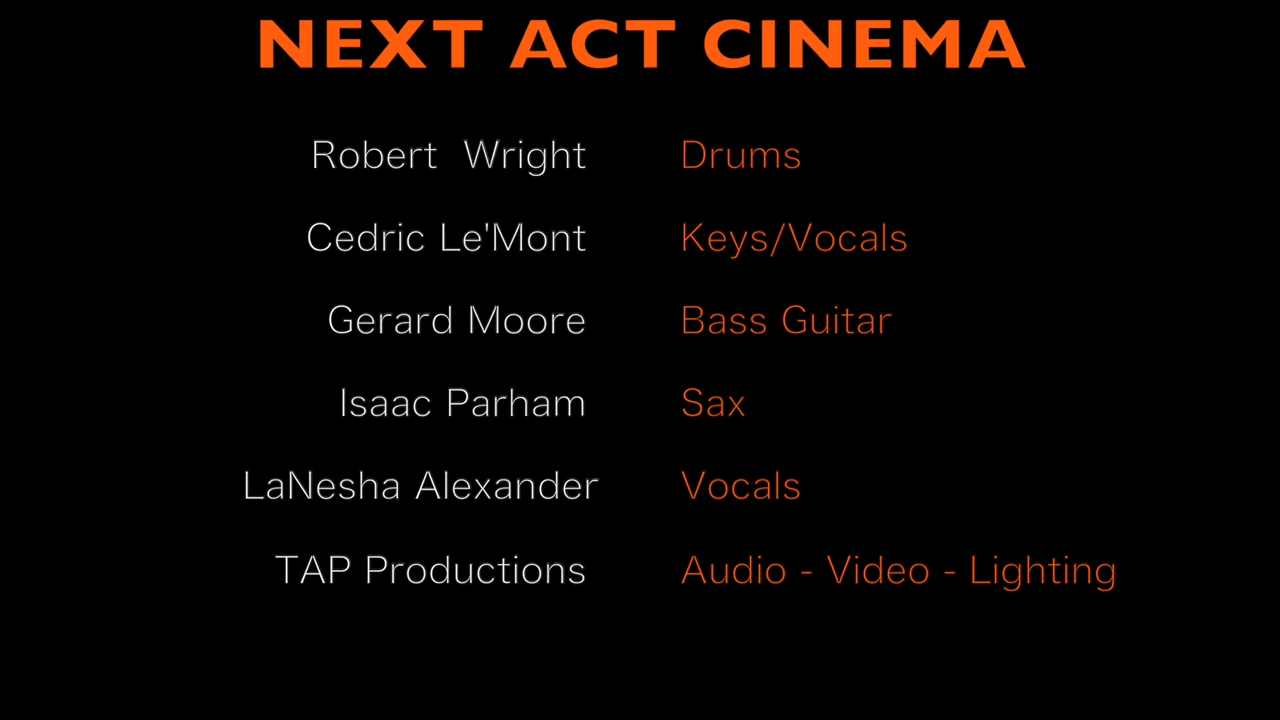 NEXT ACT CINEMA
Robert Wright Drums
Cedric Le'Mont Keys/Vocals
Gerard Moore Bass Guitar
Isaac Parham Sax
LaNesha Alexander Vocals
TAP Productions Audio - Video - Lighting